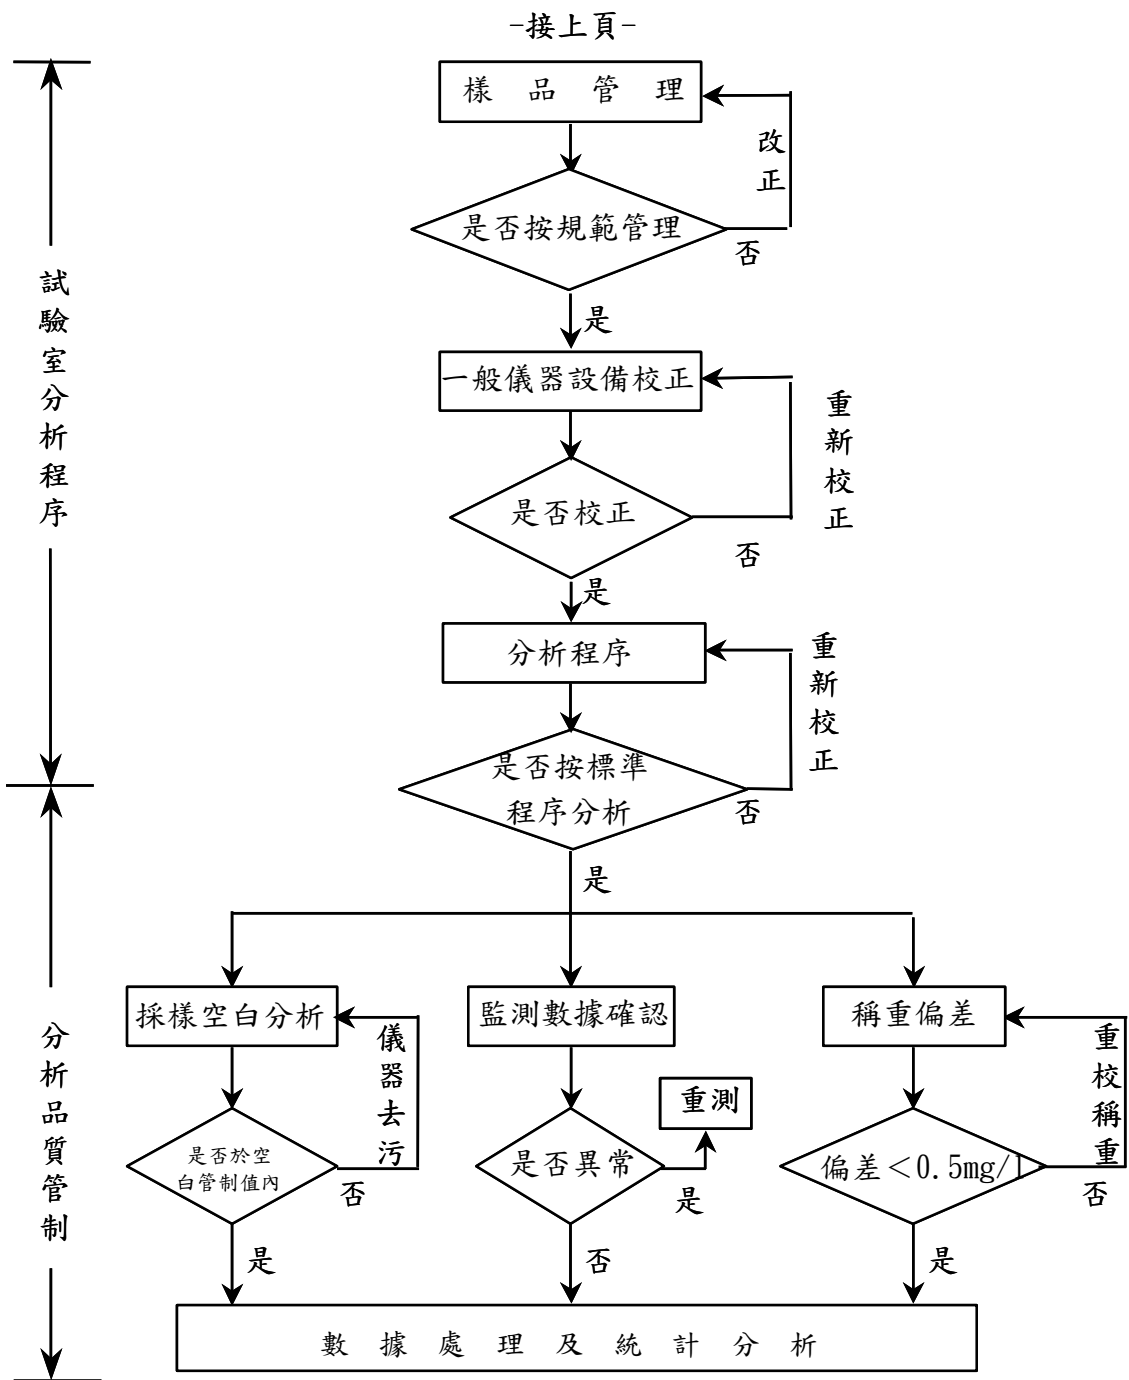 -接上頁-
樣品管理
改正
是否按規範管理
否
是
試驗室分析程序
一般儀器設備校正
重新校正
是否校正
否
是
分析程序
重新校正
是否按標準
程序分析
否
是
分析品質管制
採樣空白分析
儀器去污
監測數據確認
稱重偏差
重校稱重
重測
是否於空
白管制值內
否
是否異常
是
偏差<0.5mg/l
否
是
否
是
數據處理及統計分析